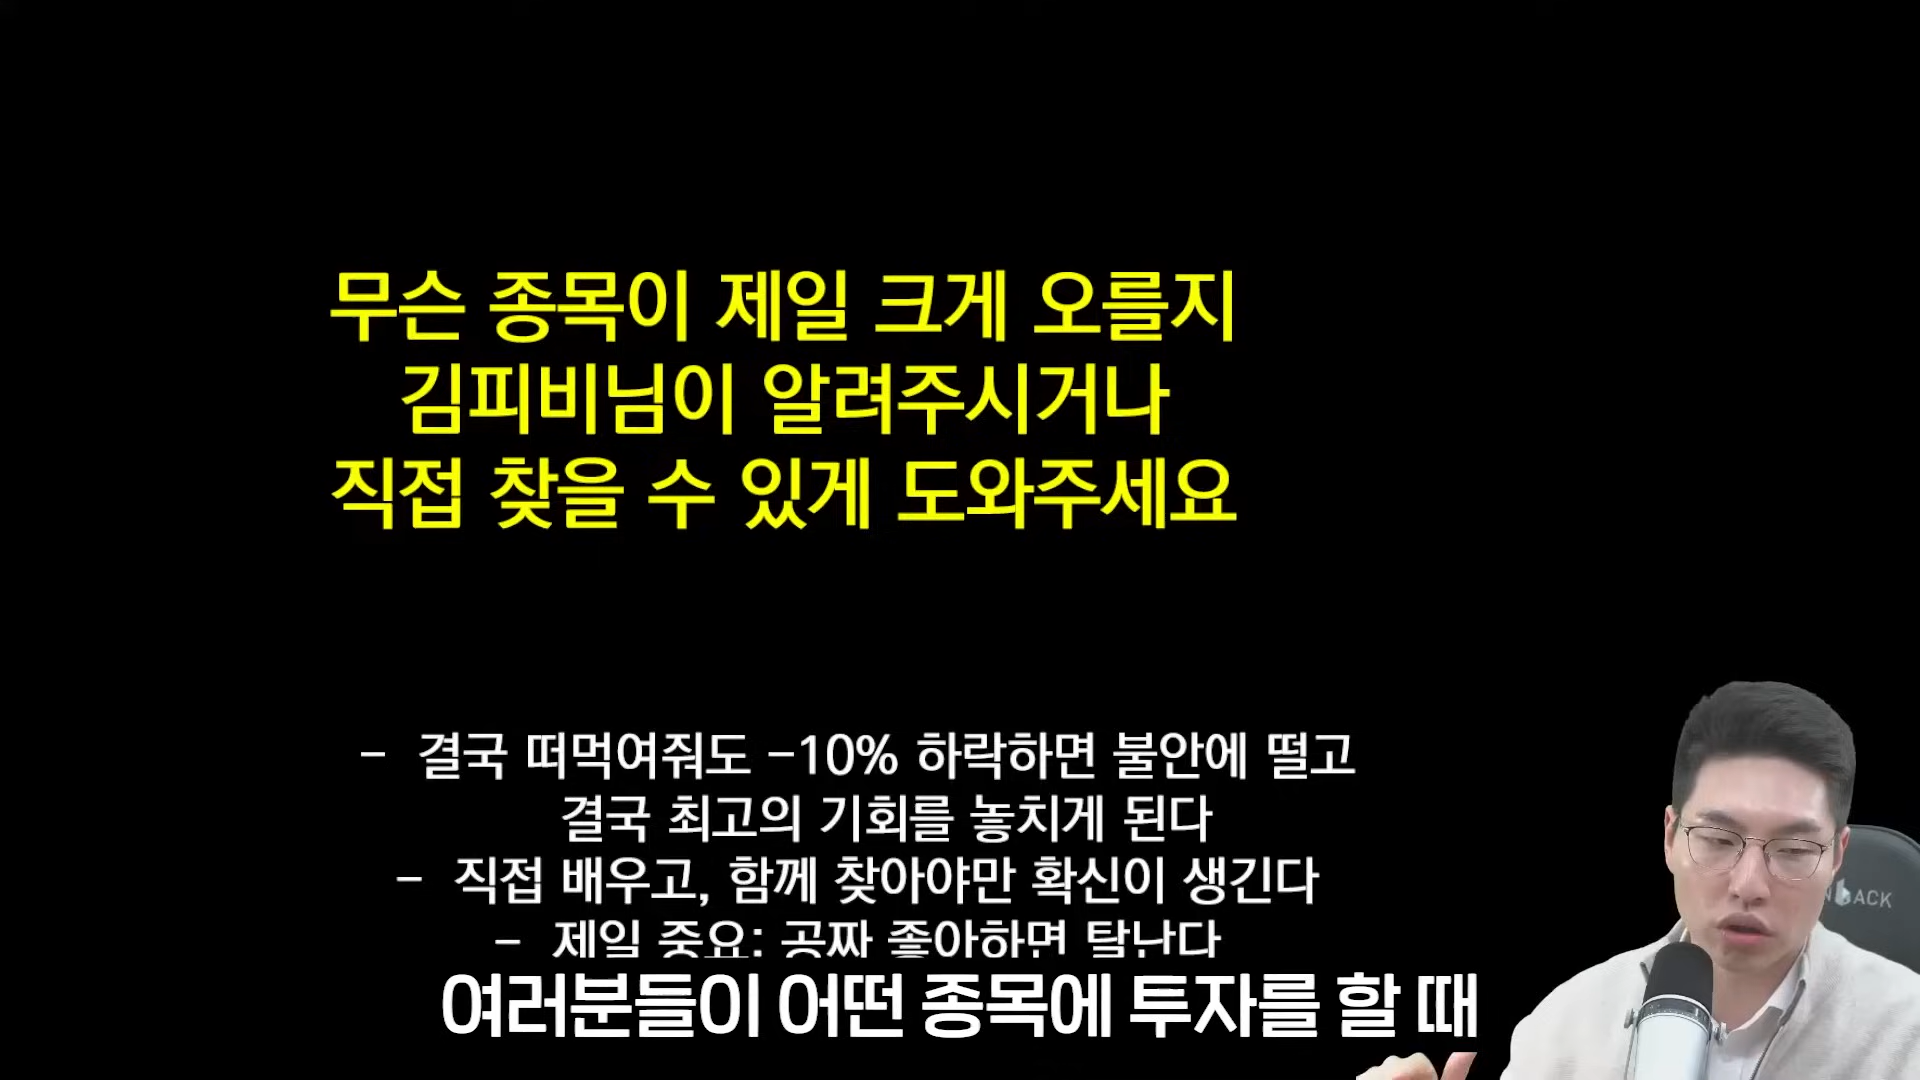 무슨 종목이 제일 크게 오를지
김피비님이 알려주시거나
직접 찾을 수 있게 도와주세요
- 결국 떠먹여줘도 -10% 하락하면 불안에 떨고
결국 최고의 기회를 놓치게 된다
- 직접 배우고, 함께 찾아야만 확신이 생긴다
- 제일 중요: 공짜 좋아하면 탈난다
여러분들이 어떤 종목에 투자를 할 때
ACK